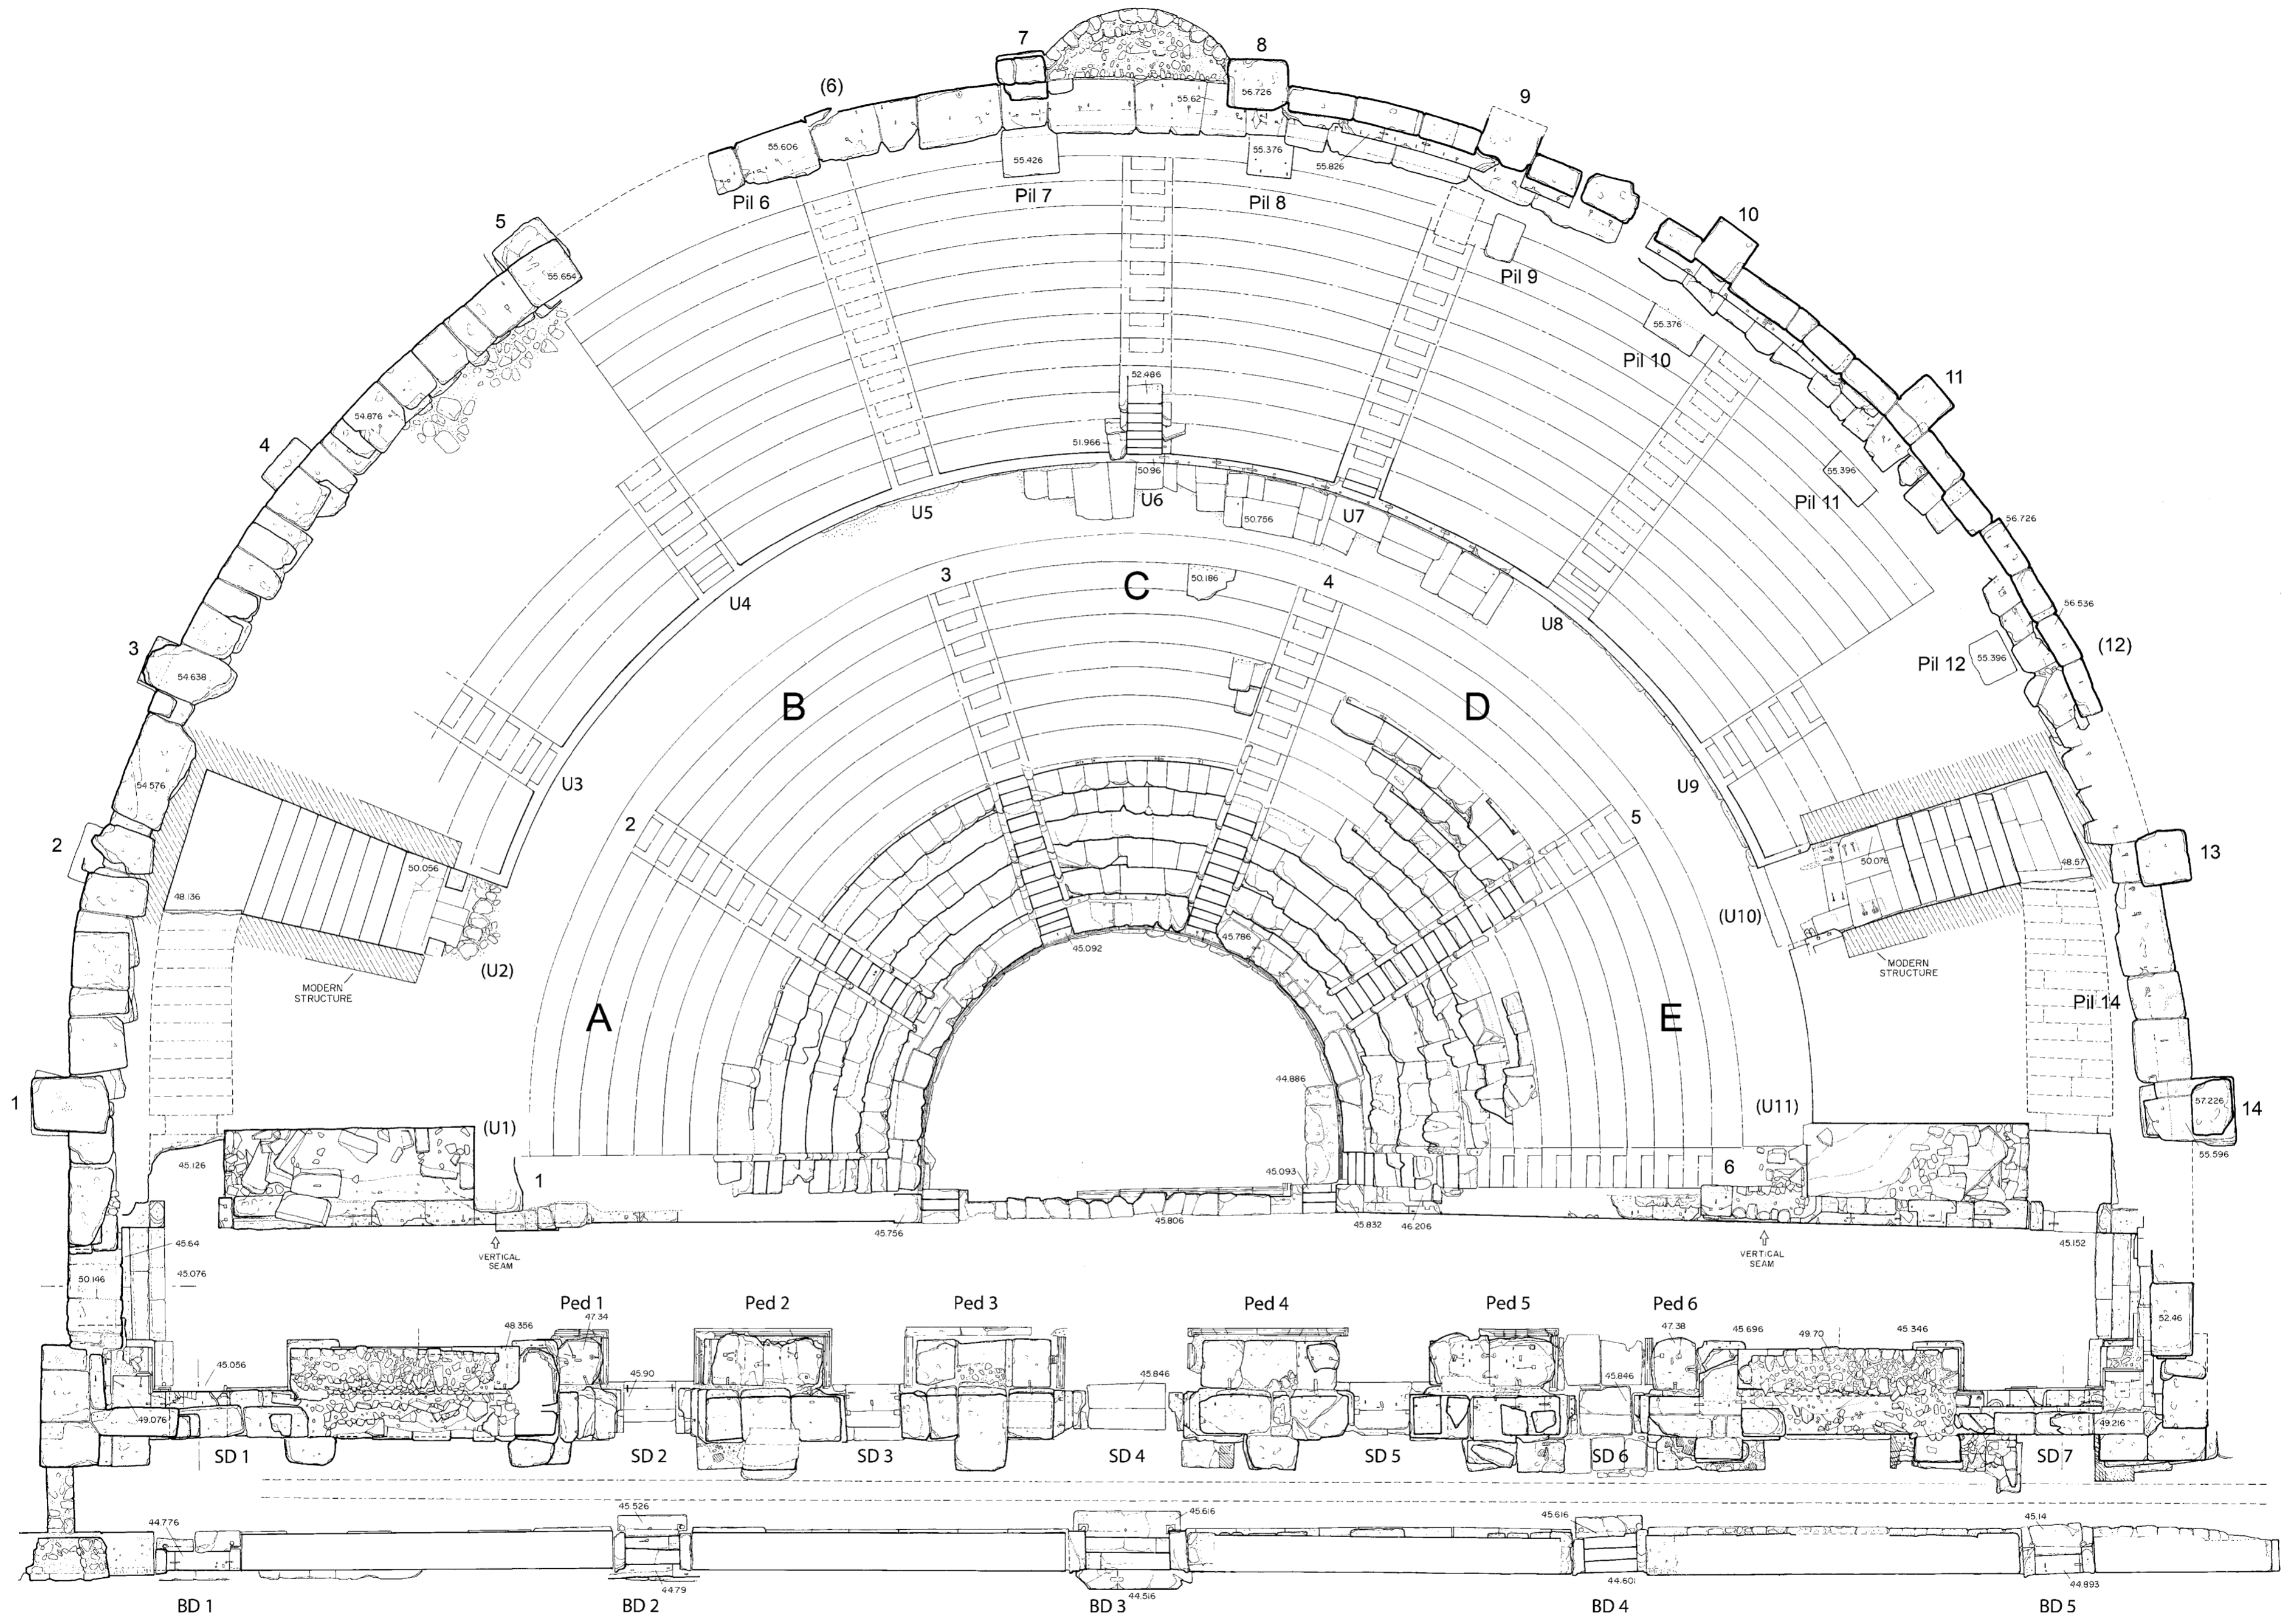 7
8
(6)
9
55.62
56.726
55.606
55.426
55.376
55.826
Pil 6
Pil 7
Pil 8
5
10
55.654
Pil 9
55.376
Pil 10
52.486
11
54.876
4
51.966
50.96
55.396
U6
Pil 11
U5
50.756
U7
56.726
3
C
50.186
4
U4
U8
56.536
3
(12)
55.396
Pil 12
54.638
B
D
U3
54.576
U9
2
5
2
50.056
50.076
48.57
13
48.136
(U10)
45.786
45.092
(U2)
MODERN
STRUCTURE
MODERN
STRUCTURE
A
E
Pil 14
44.886
1
57.226
14
(U11)
(U1)
55.596
45.126
45.093
6
1
45.756
45.806
45.832
46.206
45.64
45.152
VERTICAL
SEAM
VERTICAL
SEAM
45.076
50.146
Ped 1
Ped 2
Ped 3
Ped 4
Ped 5
Ped 6
47.34
52.46
48.356
47.38
45.696
49.70
45.346
45.056
45.90
45.846
45.846
49.076
49.216
SD 1
SD 2
SD 3
SD 4
SD 5
SD 6
SD 7
45.526
45.616
45.616
45.14
44.776
44.79
44.516
44.601
44.893
BD 1
BD 2
BD 3
BD 4
BD 5